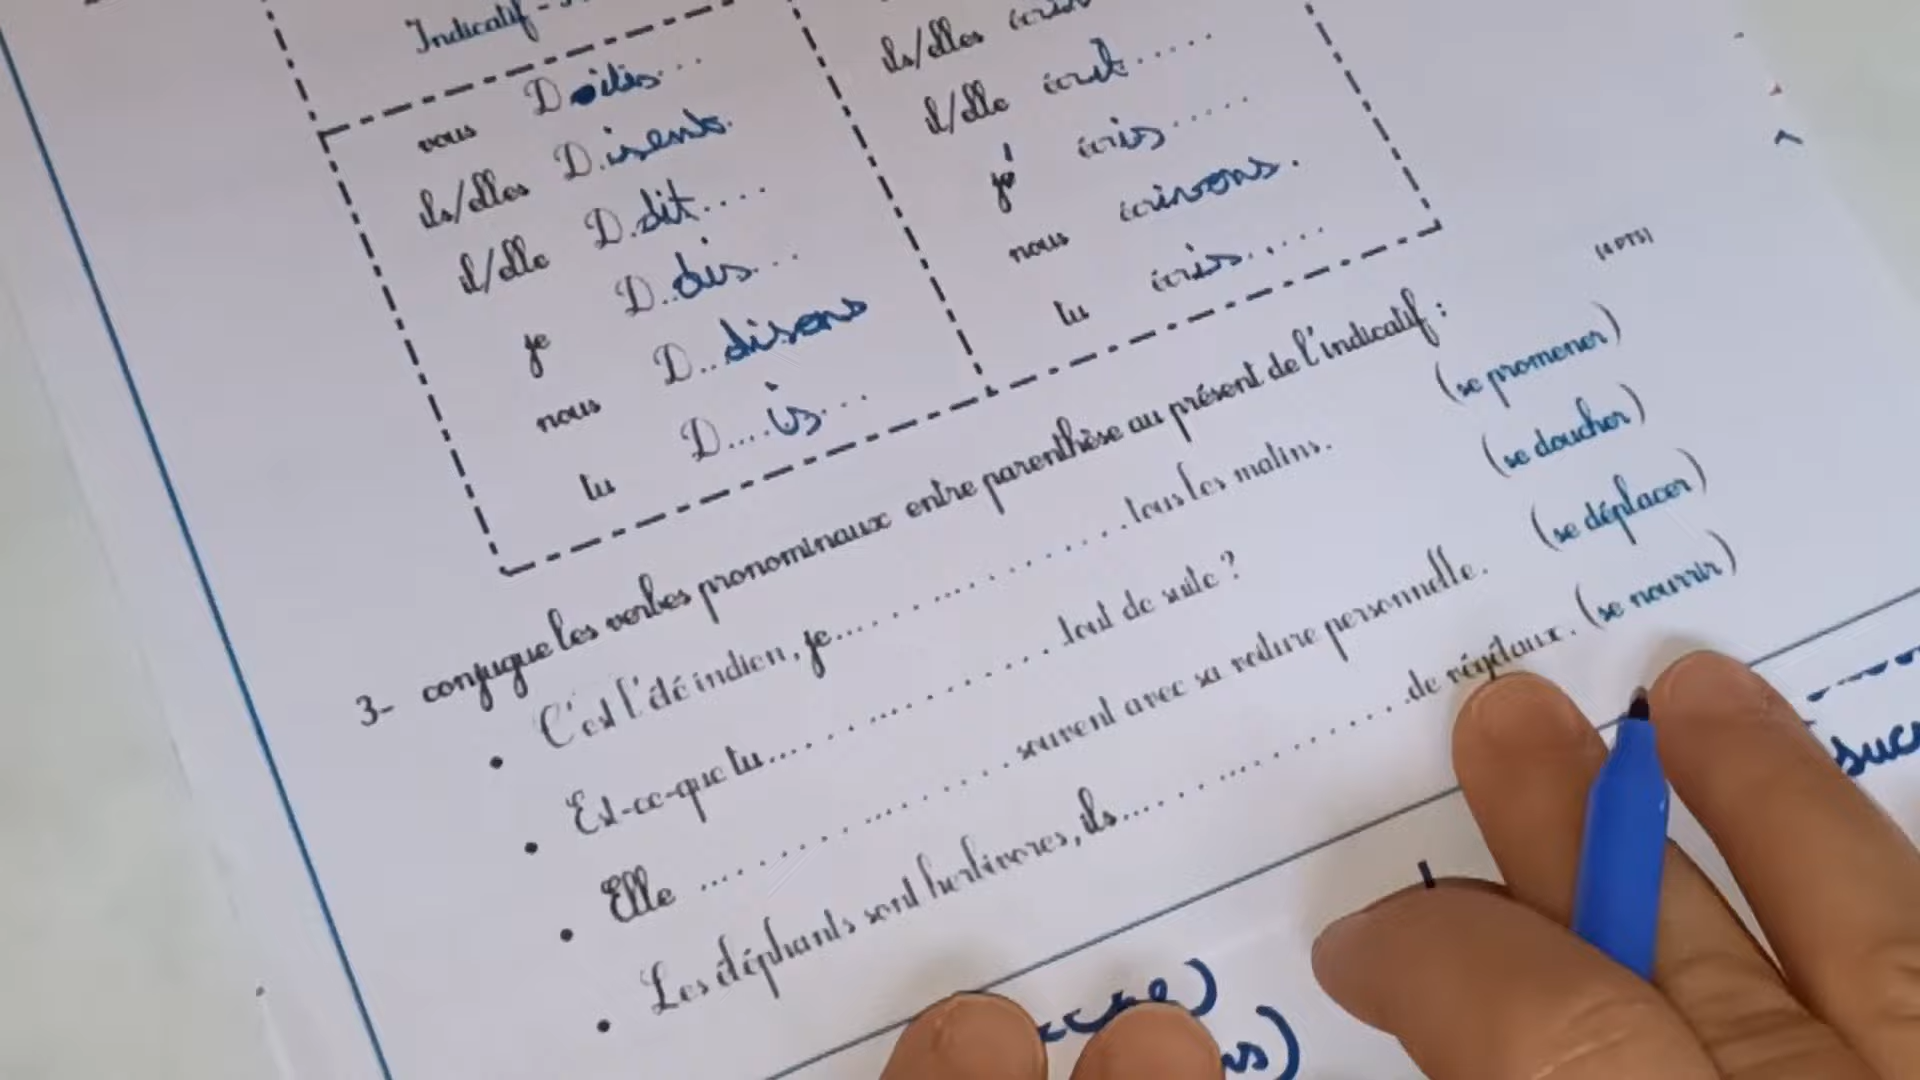 Indicatif -
vous D ites...
ils/elles D.isents.
il/elle D.dit....
je D..dis...
nous D..disons
tu D....is...
ils/elles
il/elle écrit.....
j' écris.....
nous écrivons.
tu écris.....
3- conjugue les verbes pronominaux entre parenthèse au présent de l'indicatif : (4 PTS)
• C'est l'été indien, je.................... tous les matins. (se promener)
• Est-ce-que tu.................... tout de suite ? (se doucher)
• Elle .................... souvent avec sa voiture personnelle. (se déplacer)
• Les éléphants sont herbivores, ils.................... de végétaux. (se nourrir)